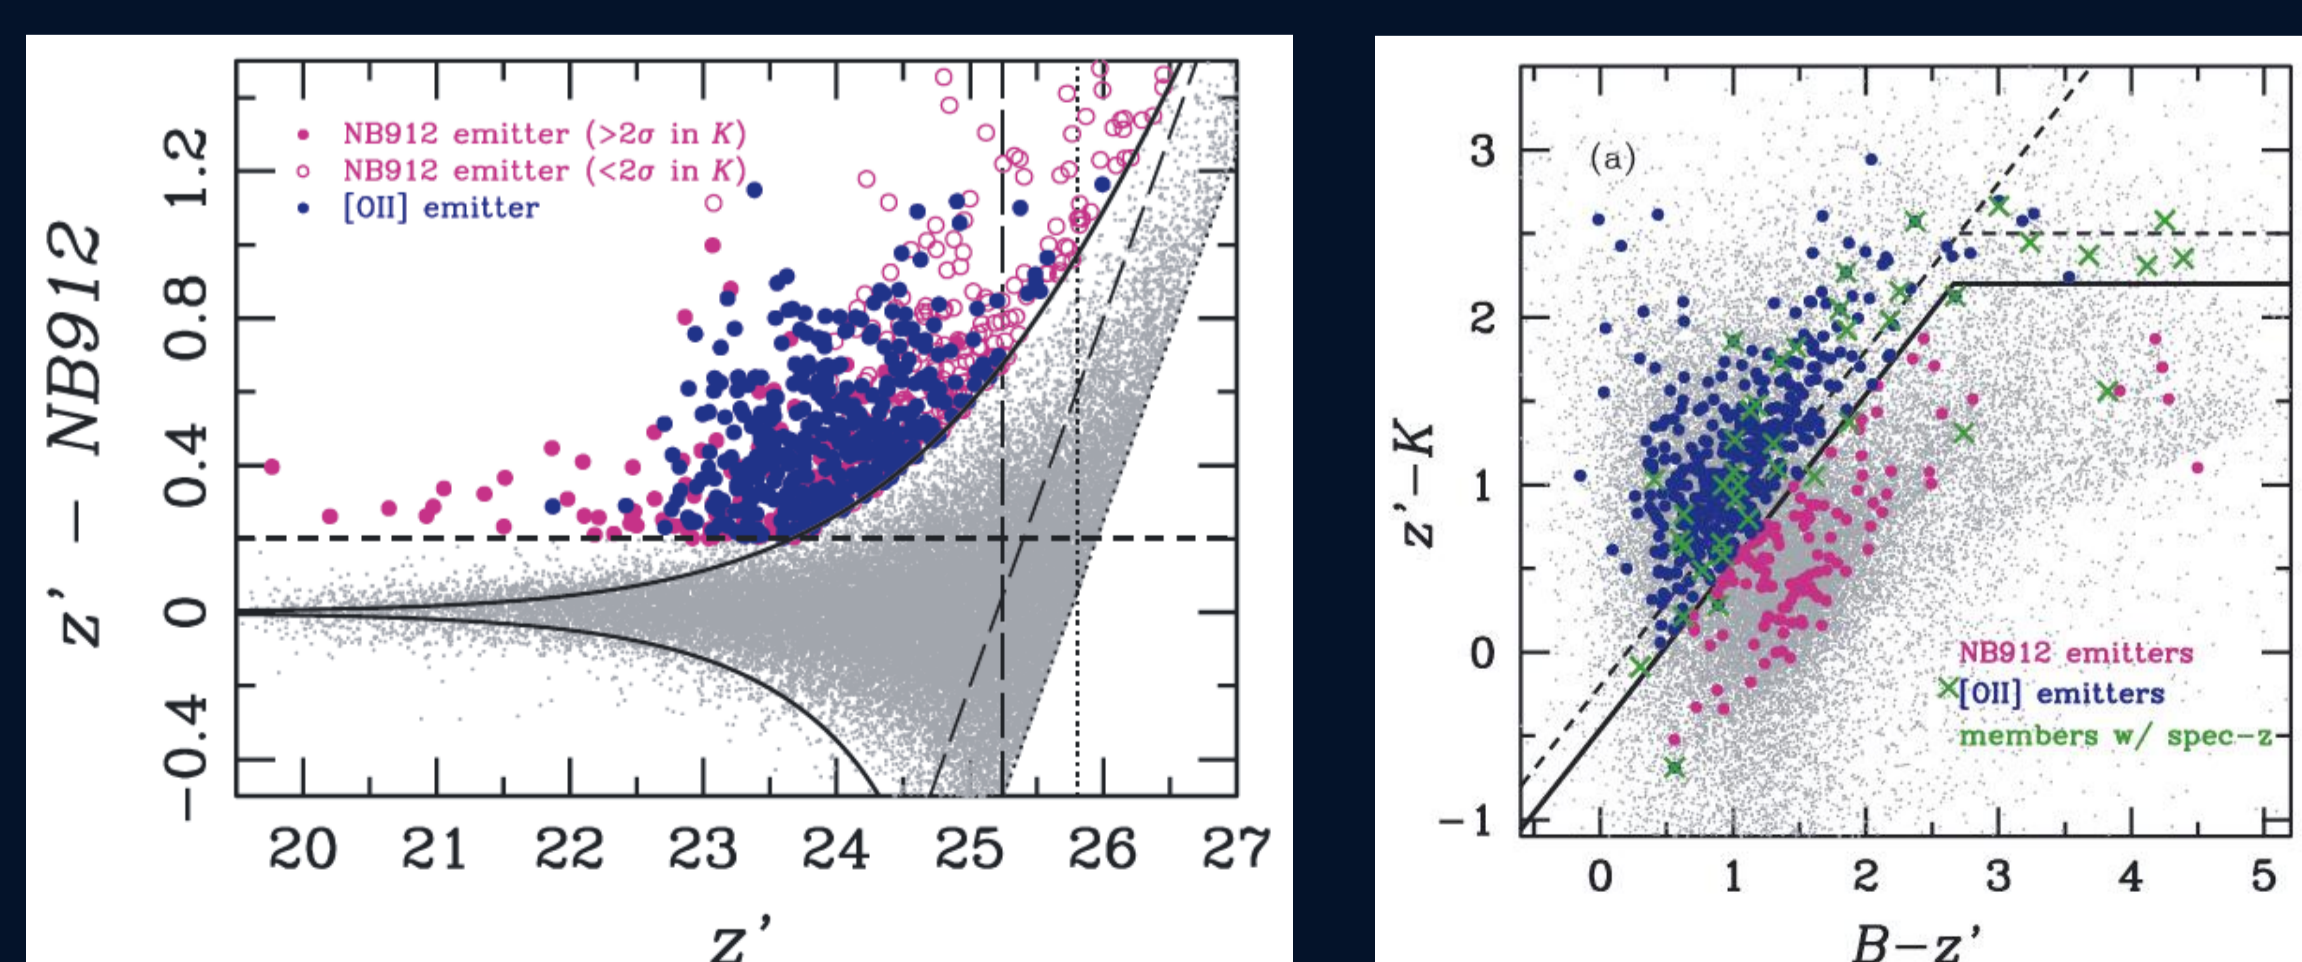 NB912 emitter (>2σ in K)
NB912 emitter (<2σ in K)
[OII] emitter
z' − NB912
1.2
0.8
0.4
0
−0.4
20 21 22 23 24 25 26 27
z'
(a)
z'−K
3
2
1
0
−1
NB912 emitters
[OII] emitters
members w/ spec−z
0 1 2 3 4 5
B−z'